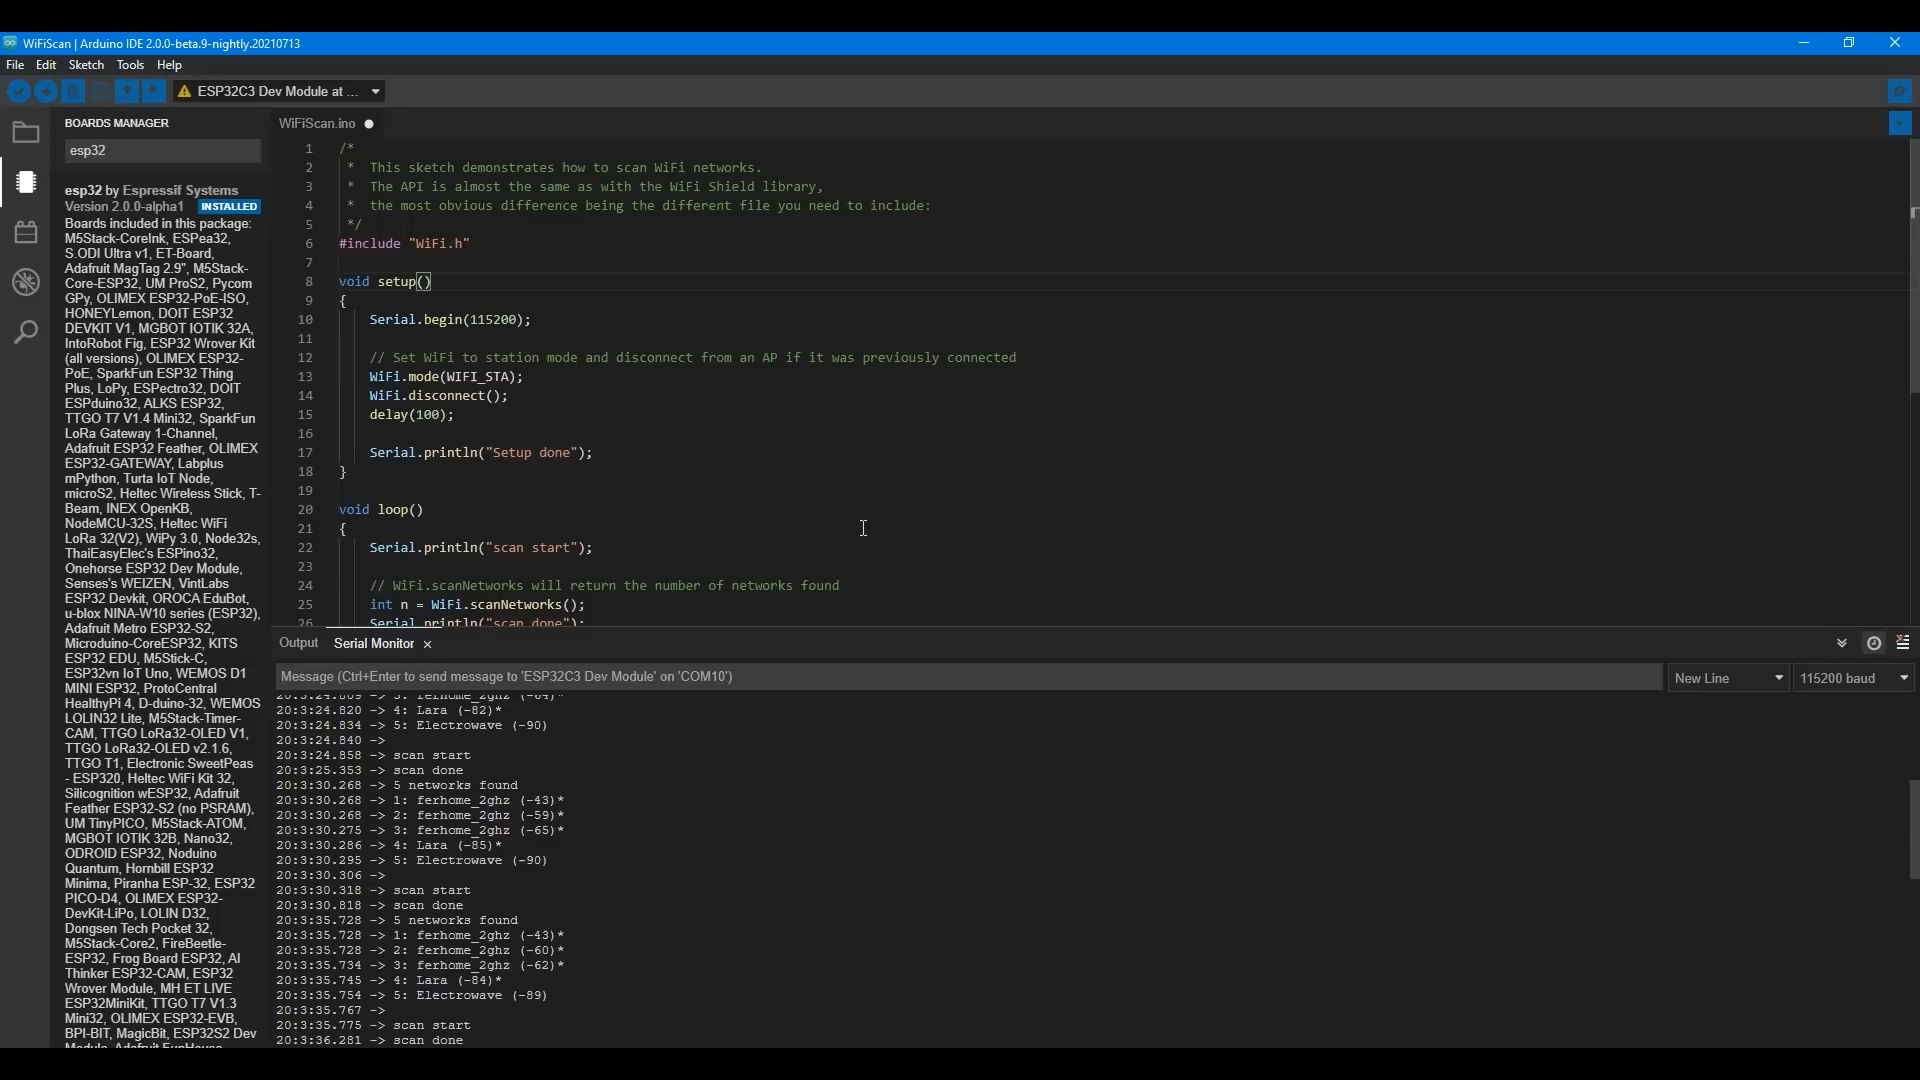 WiFiScan | Arduino IDE 2.0.0-beta.9-nightly.20210713
File Edit Sketch Tools Help
ESP32C3 Dev Module at ...
BOARDS MANAGER
esp32
esp32 by Espressif Systems
Version 2.0.0-alpha1 INSTALLED
Boards included in this package:
M5Stack-CoreInk, ESPea32,
S.ODI Ultra v1, ET-Board,
Adafruit MagTag 2.9", M5Stack-
Core-ESP32, UM ProS2, Pycom
GPy, OLIMEX ESP32-PoE-ISO,
HONEYLemon, DOIT ESP32
DEVKIT V1, MGBOT IOTIK 32A,
IntoRobot Fig, ESP32 Wrover Kit
(all versions), OLIMEX ESP32-
PoE, SparkFun ESP32 Thing
Plus, LoPy, ESPectro32, DOIT
ESPduino32, ALKS ESP32,
TTGO T7 V1.4 Mini32, SparkFun
LoRa Gateway 1-Channel,
Adafruit ESP32 Feather, OLIMEX
ESP32-GATEWAY, Labplus
mPython, Turta IoT Node,
microS2, Heltec Wireless Stick, T-
Beam, INEX OpenKB,
NodeMCU-32S, Heltec WiFi
LoRa 32(V2), WiPy 3.0, Node32s,
ThaiEasyElec's ESPino32,
Onehorse ESP32 Dev Module,
Senses's WEIZEN, VintLabs
ESP32 Devkit, OROCA EduBot,
u-blox NINA-W10 series (ESP32),
Adafruit Metro ESP32-S2,
Microduino-CoreESP32, KITS
ESP32 EDU, M5Stick-C,
ESP32vn IoT Uno, WEMOS D1
MINI ESP32, ProtoCentral
HealthyPi 4, D-duino-32, WEMOS
LOLIN32 Lite, M5Stack-Timer-
CAM, TTGO LoRa32-OLED V1,
TTGO LoRa32-OLED v2.1.6,
TTGO T1, Electronic SweetPeas
- ESP320, Heltec WiFi Kit 32,
Silicognition wESP32, Adafruit
Feather ESP32-S2 (no PSRAM),
UM TinyPICO, M5Stack-ATOM,
MGBOT IOTIK 32B, Nano32,
ODROID ESP32, Noduino
Quantum, Hornbill ESP32
Minima, Piranha ESP-32, ESP32
PICO-D4, OLIMEX ESP32-
DevKit-LiPo, LOLIN D32,
Dongsen Tech Pocket 32,
M5Stack-Core2, FireBeetle-
ESP32, Frog Board ESP32, AI
Thinker ESP32-CAM, ESP32
Wrover Module, MH ET LIVE
ESP32MiniKit, TTGO T7 V1.3
Mini32, OLIMEX ESP32-EVB,
BPI-BIT, MagicBit, ESP32S2 Dev
Module, Adafruit FunHouse
WiFiScan.ino
1 /*
2 * This sketch demonstrates how to scan WiFi networks.
3 * The API is almost the same as with the WiFi Shield library,
4 * the most obvious difference being the different file you need to include:
5 */
6 #include "WiFi.h"
7
8 void setup()
9 {
10 Serial.begin(115200);
11
12 // Set WiFi to station mode and disconnect from an AP if it was previously connected
13 WiFi.mode(WIFI_STA);
14 WiFi.disconnect();
15 delay(100);
16
17 Serial.println("Setup done");
18 }
19
20 void loop()
21 {
22 Serial.println("scan start");
23
24 // WiFi.scanNetworks will return the number of networks found
25 int n = WiFi.scanNetworks();
26 Serial.println("scan done");
Output Serial Monitor
Message (Ctrl+Enter to send message to 'ESP32C3 Dev Module' on 'COM10') New Line 115200 baud
20:3:24.809 -> 3: ferhome_2ghz (-64)*
20:3:24.820 -> 4: Lara (-82)*
20:3:24.834 -> 5: Electrowave (-90)
20:3:24.840 ->
20:3:24.858 -> scan start
20:3:25.353 -> scan done
20:3:30.268 -> 5 networks found
20:3:30.268 -> 1: ferhome_2ghz (-43)*
20:3:30.268 -> 2: ferhome_2ghz (-59)*
20:3:30.275 -> 3: ferhome_2ghz (-65)*
20:3:30.286 -> 4: Lara (-85)*
20:3:30.295 -> 5: Electrowave (-90)
20:3:30.306 ->
20:3:30.318 -> scan start
20:3:30.818 -> scan done
20:3:35.728 -> 5 networks found
20:3:35.728 -> 1: ferhome_2ghz (-43)*
20:3:35.728 -> 2: ferhome_2ghz (-60)*
20:3:35.734 -> 3: ferhome_2ghz (-62)*
20:3:35.745 -> 4: Lara (-84)*
20:3:35.754 -> 5: Electrowave (-89)
20:3:35.767 ->
20:3:35.775 -> scan start
20:3:36.281 -> scan done